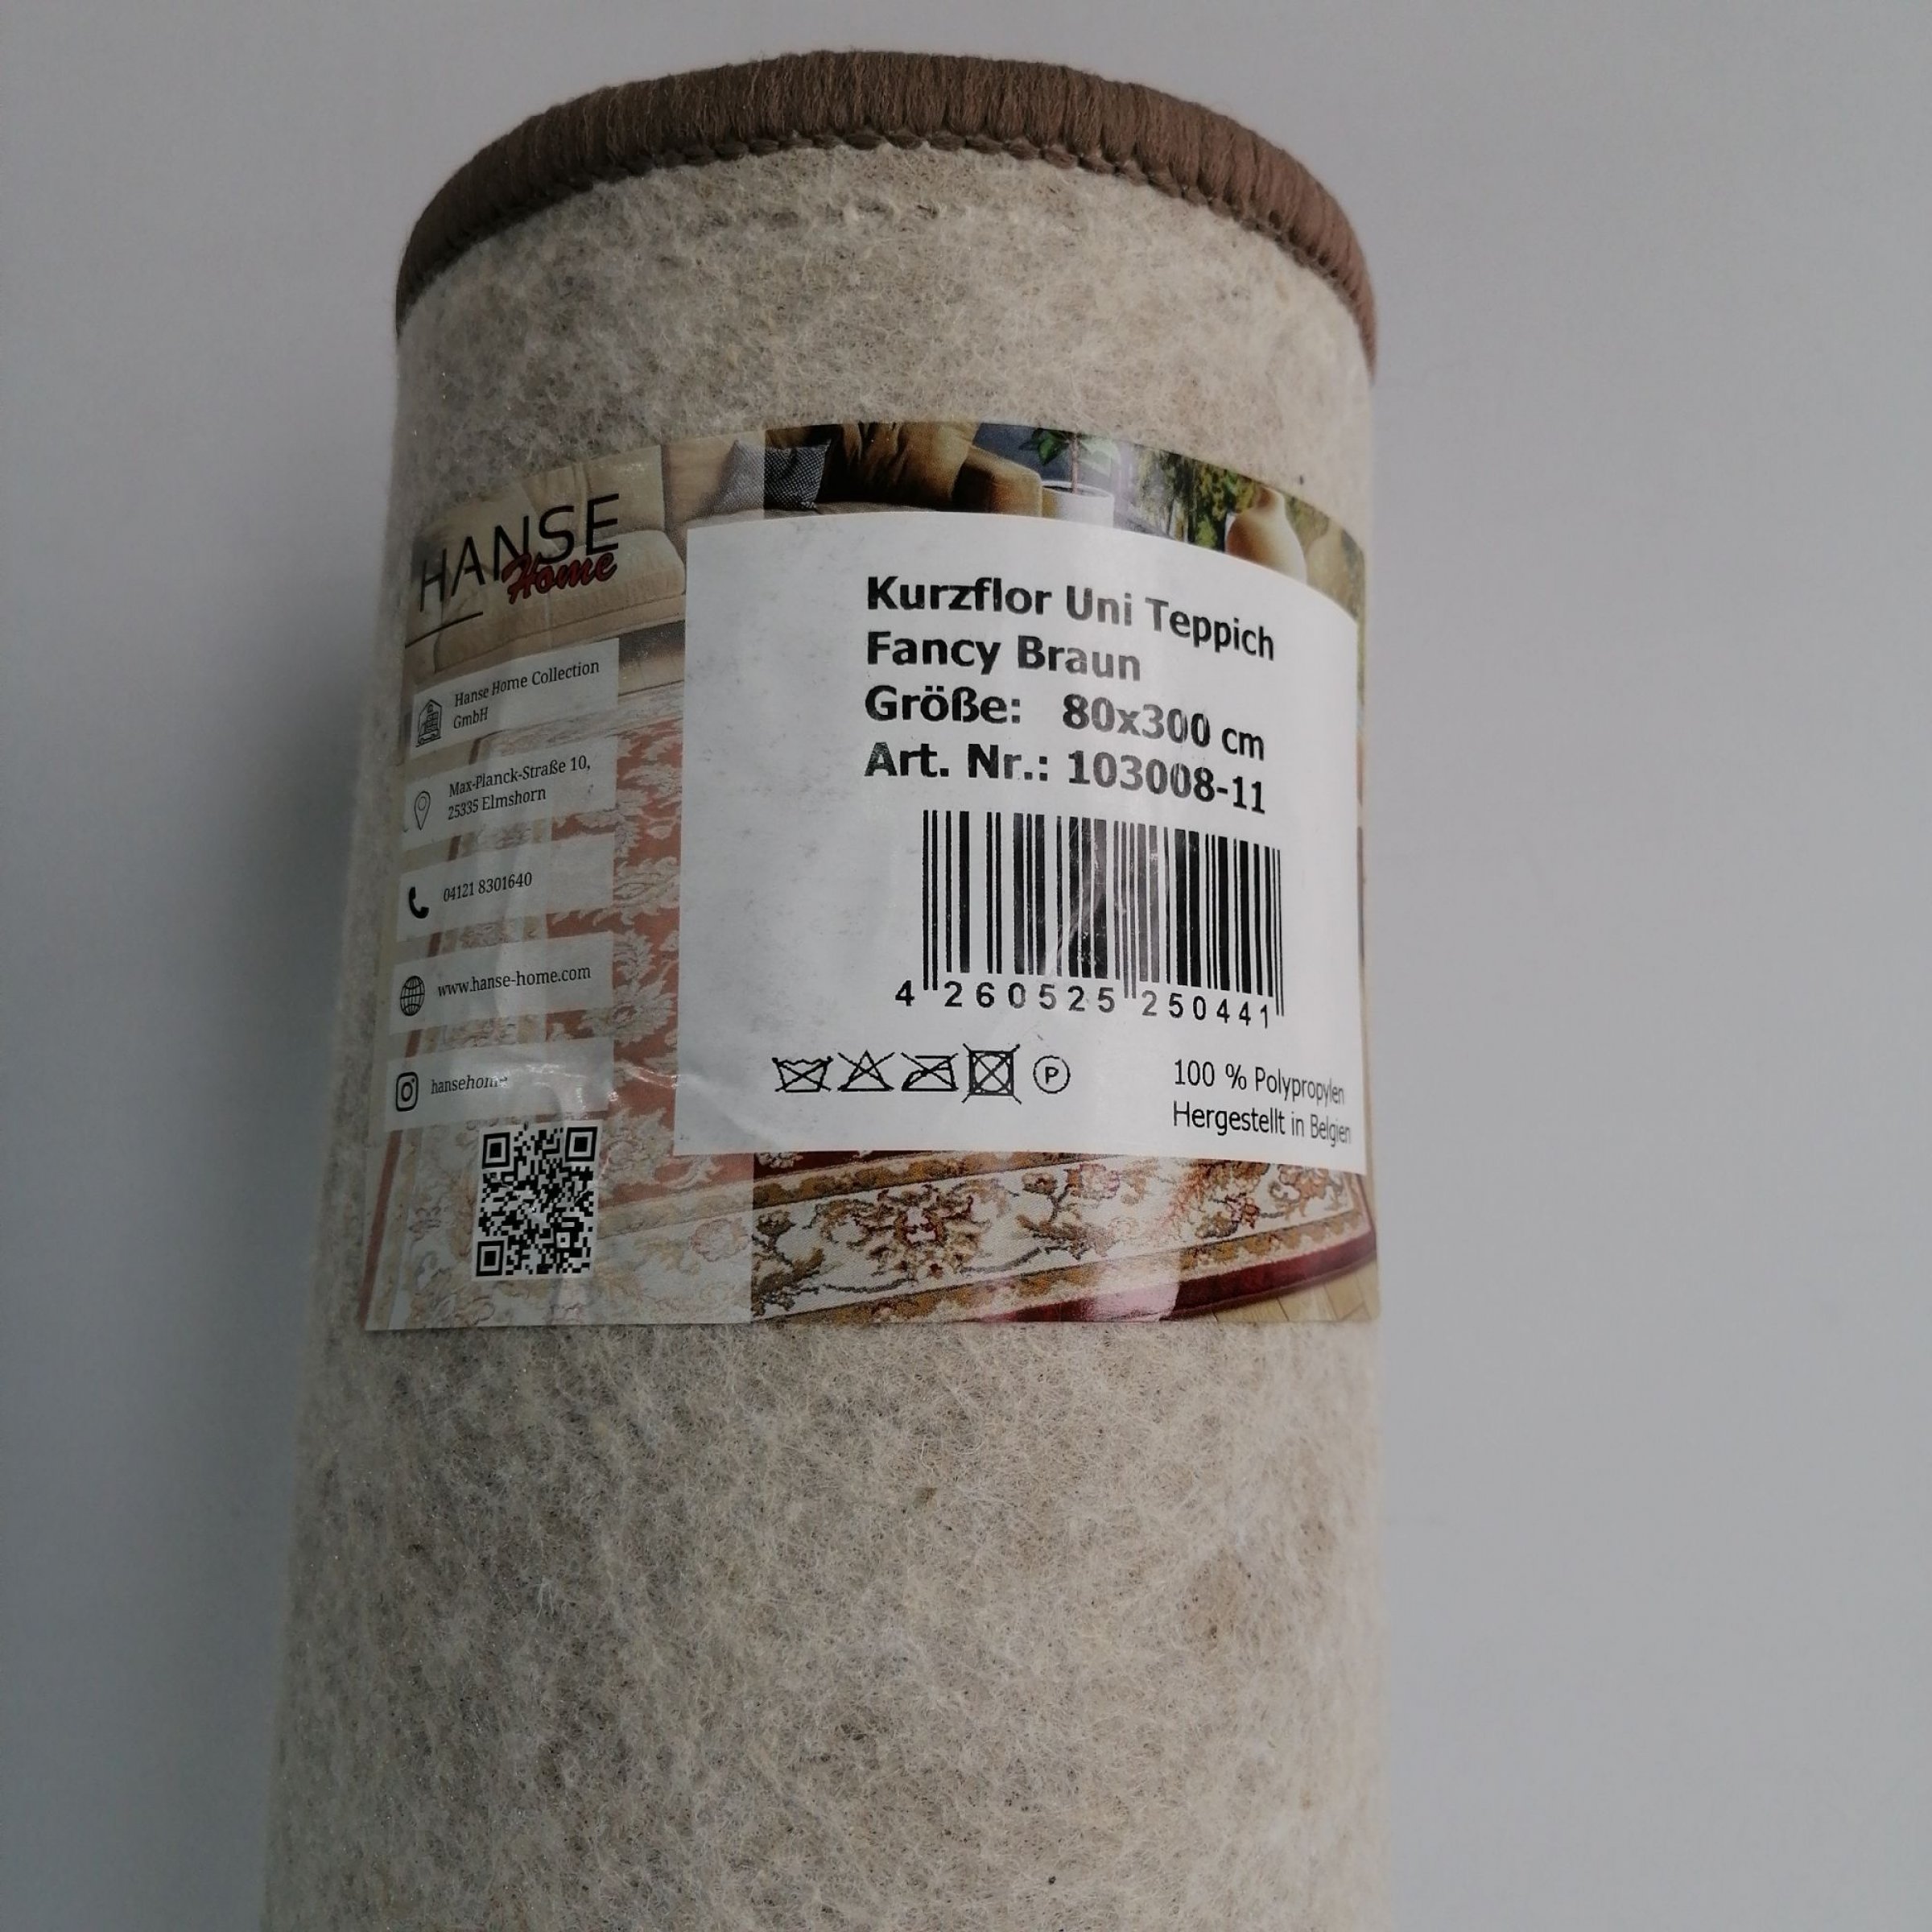 HANSE
Home
Hanse Home Collection
GmbH
Max-Planck-Straße 10,
25335 Elmshorn
04121 8301640
www.hanse-home.com
hansehome
Kurzflor Uni Teppich
Fancy Braun
Größe: 80x300 cm
Art. Nr.: 103008-11
4 260525 250441
P
100 % Polypropylen
Hergestellt in Belgien